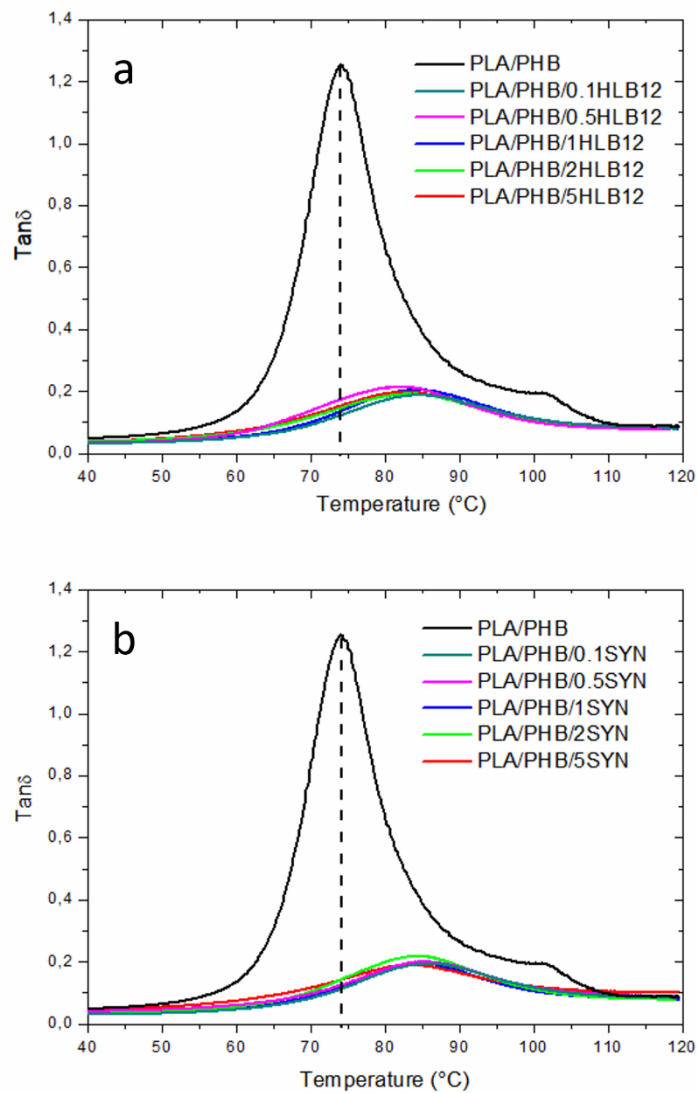 a
1,4
1,2
1,0
0,8
0,6
0,4
0,2
0,0
Tanδ
PLA/PHB
PLA/PHB/0.1HLB12
PLA/PHB/0.5HLB12
PLA/PHB/1HLB12
PLA/PHB/2HLB12
PLA/PHB/5HLB12
40 50 60 70 80 90 100 110 120
Temperature (°C)
b
1,4
1,2
1,0
0,8
0,6
0,4
0,2
0,0
Tanδ
PLA/PHB
PLA/PHB/0.1SYN
PLA/PHB/0.5SYN
PLA/PHB/1SYN
PLA/PHB/2SYN
PLA/PHB/5SYN
40 50 60 70 80 90 100 110 120
Temperature (°C)